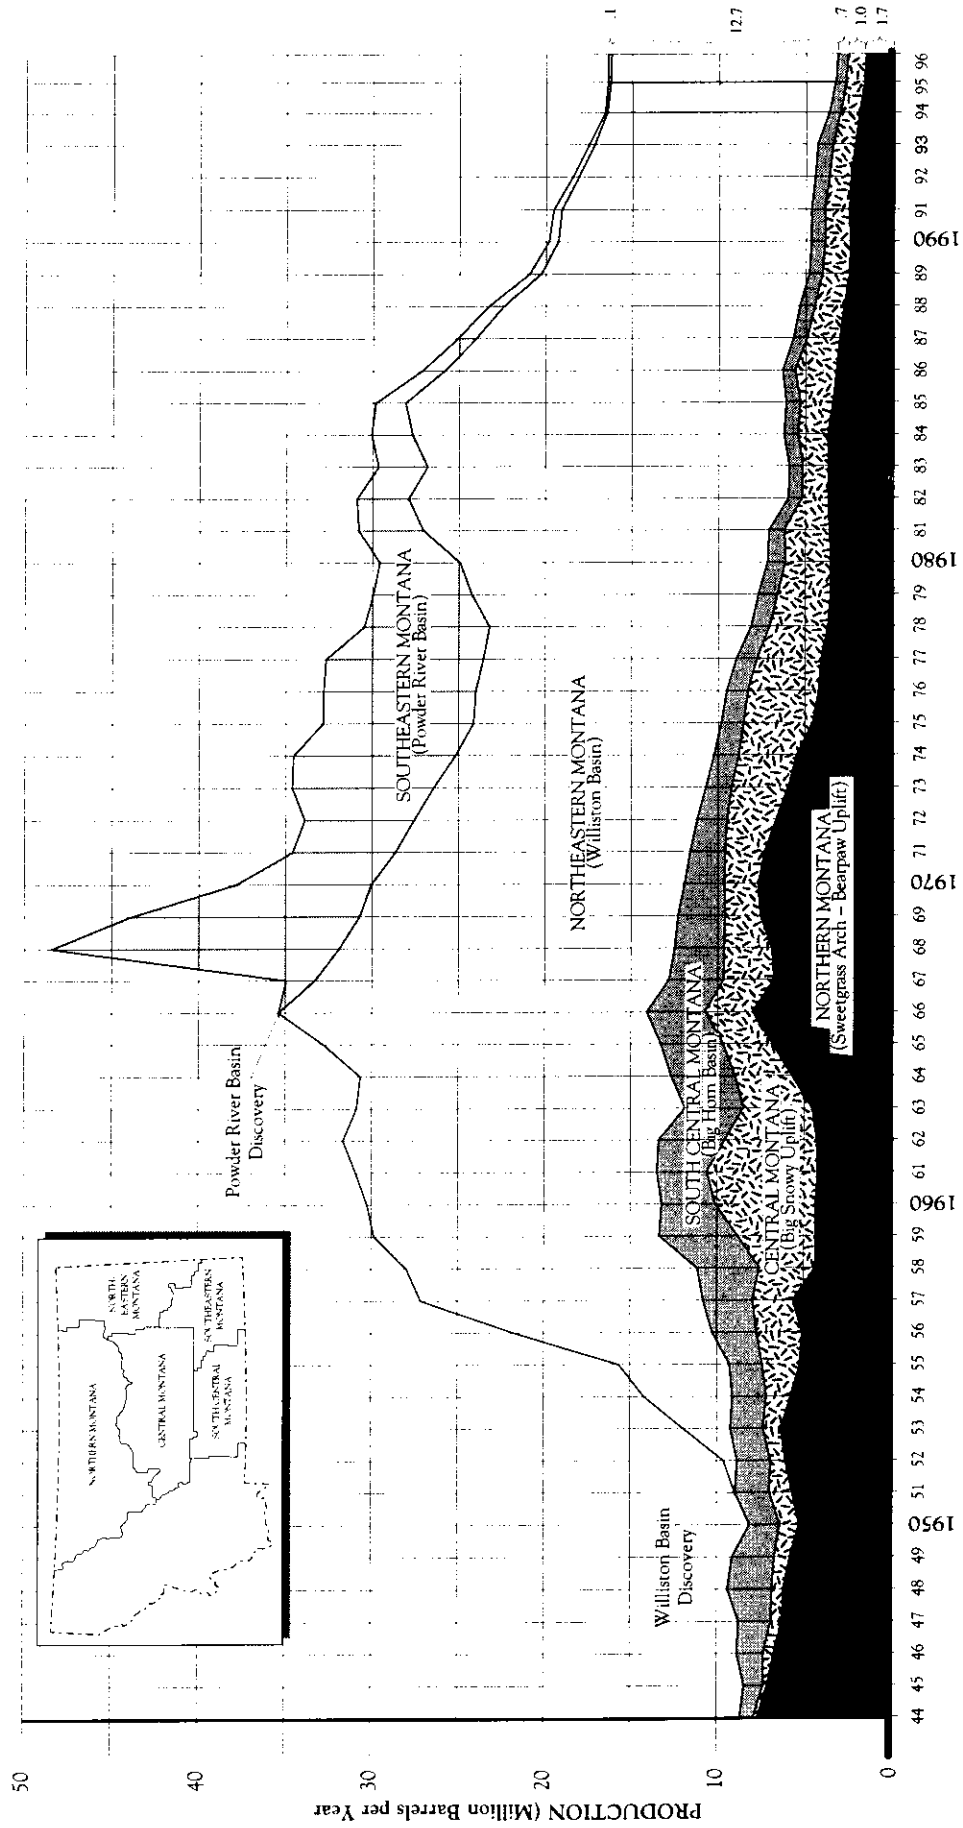 PRODUCTION (Million Barrels per Year
50
40
30
20
10
0
NORTHERN MONTANA
NORTH-
EASTERN
MONTANA
CENTRAL MONTANA
SOUTHEASTERN
MONTANA
SOUTH CENTRAL
MONTANA
Powder River Basin
Discovery
Williston Basin
Discovery
SOUTHEASTERN MONTANA
(Powder River Basin)
NORTHEASTERN MONTANA
(Williston Basin)
SOUTH CENTRAL MONTANA
(Big Horn Basin)
CENTRAL MONTANA
(Big Snowy Uplift)
NORTHERN MONTANA
(Sweetgrass Arch - Bearpaw Uplift)
.1
12.7
.7
1.0
1.7
44 45 46 47 48 49 1950 51 52 53 54 55 56 57 58 59 1960 61 62 63 64 65 66 67 68 69 1970 71 72 73 74 75 76 77 78 79 1980 81 82 83 84 85 86 87 88 89 1990 91 92 93 94 95 96